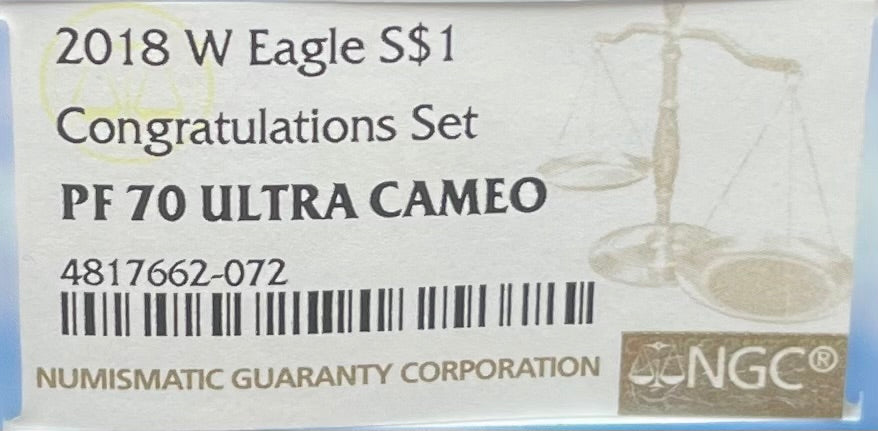 2018 W Eagle S$1
Congratulations Set
PF 70 ULTRA CAMEO
4817662-072
NUMISMATIC GUARANTY CORPORATION
NGC®